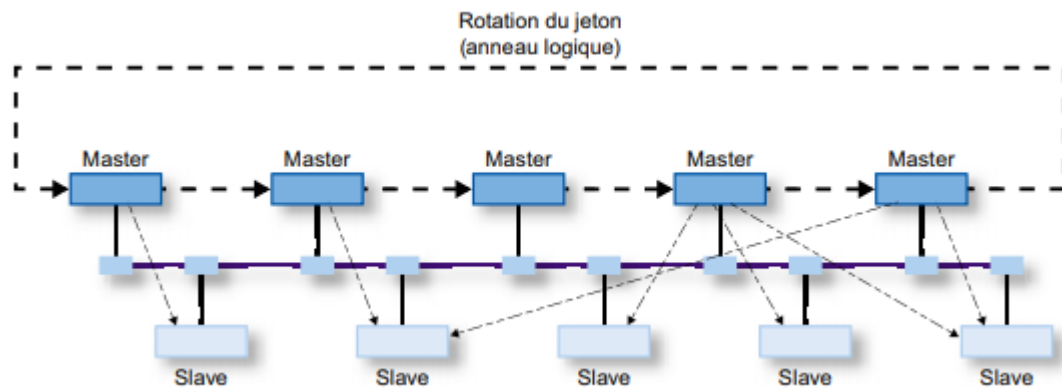 Rotation du jeton
(anneau logique)
Master
Master
Master
Master
Master
Slave
Slave
Slave
Slave
Slave